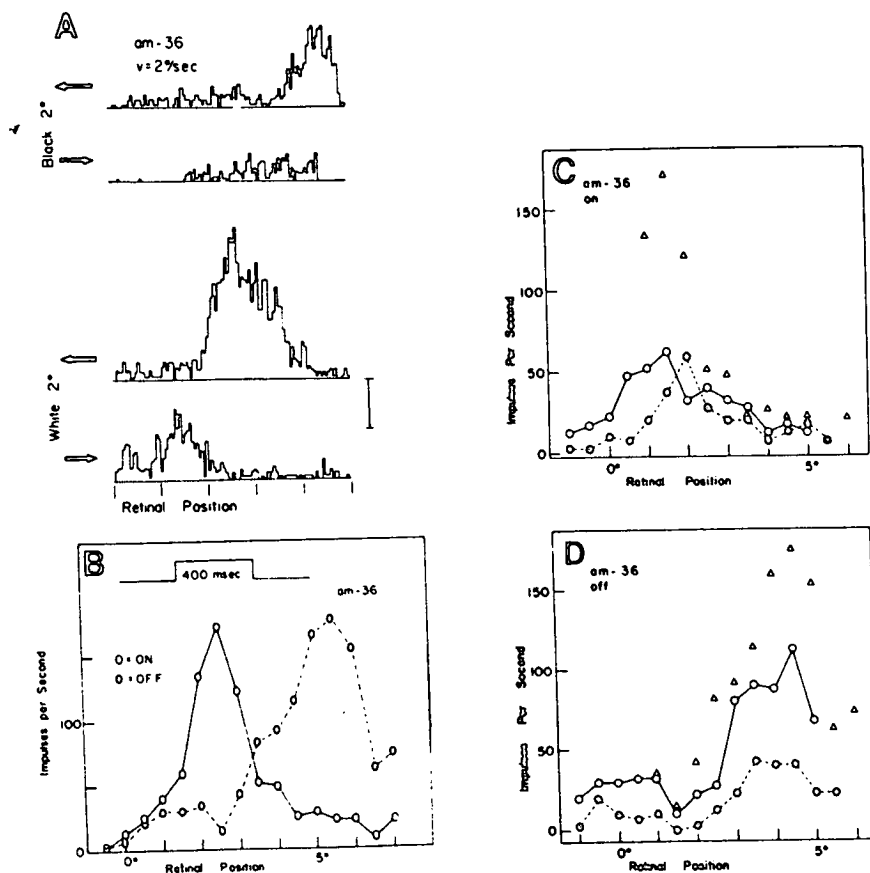 A
am-36
v=2°/sec
Black 2°
White 2°
Retinal Position
B
400 msec
am-36
O=ON
O=OFF
Impulses per Second
100
0
0°
5°
Retinal Position
C
am-36
on
150
100
50
0
Impulses Per Second
0°
5°
Retinal Position
D
am-36
off
150
100
50
0
Impulses Per Second
0°
5°
Retinal Position